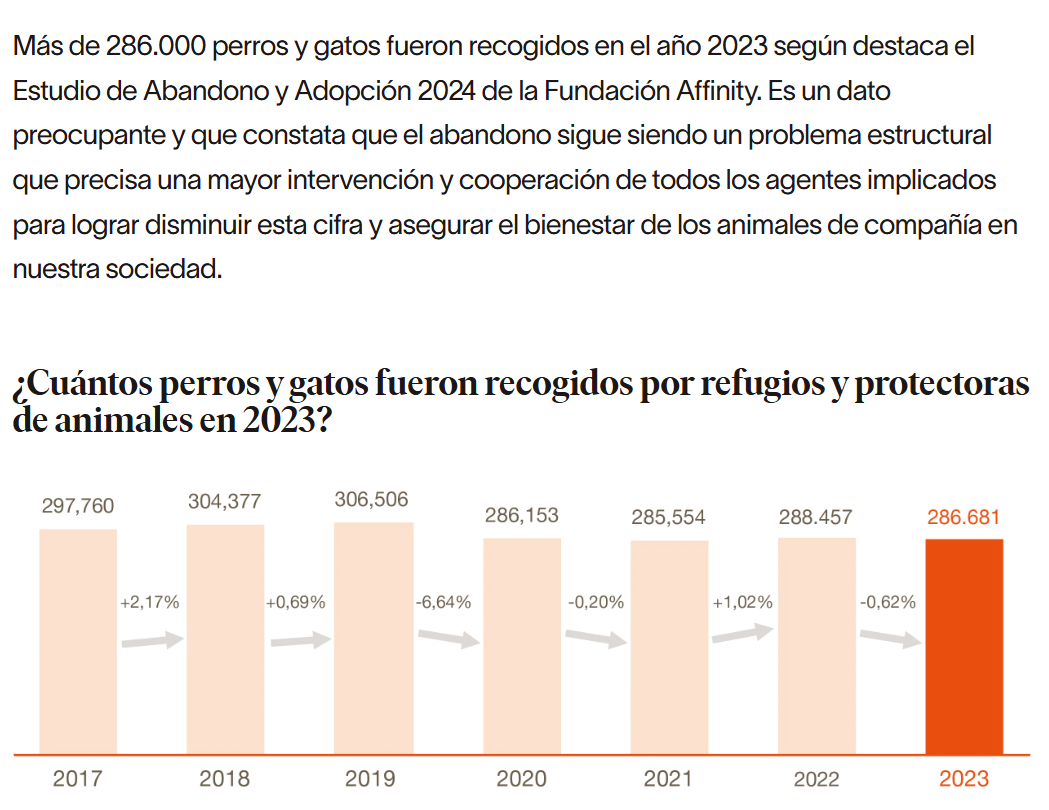 Más de 286.000 perros y gatos fueron recogidos en el año 2023 según destaca el
Estudio de Abandono y Adopción 2024 de la Fundación Affinity. Es un dato
preocupante y que constata que el abandono sigue siendo un problema estructural
que precisa una mayor intervención y cooperación de todos los agentes implicados
para lograr disminuir esta cifra y asegurar el bienestar de los animales de compañía en
nuestra sociedad.
¿Cuántos perros y gatos fueron recogidos por refugios y protectoras
de animales en 2023?
297,760 304,377 306,506 286,153 285,554 288.457 286.681
+2,17% +0,69% -6,64% -0,20% +1,02% -0,62%
2017 2018 2019 2020 2021 2022 2023